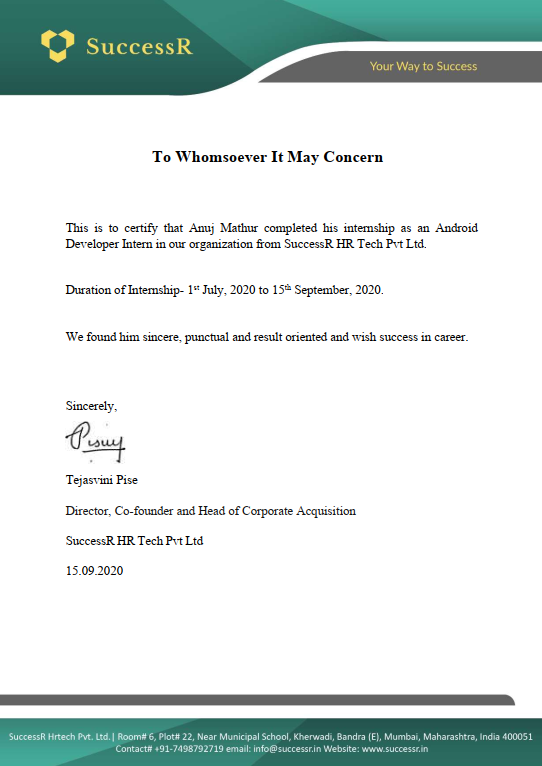 SuccessR
Your Way to Success
To Whomsoever It May Concern
This is to certify that Anuj Mathur completed his internship as an Android
Developer Intern in our organization from SuccessR HR Tech Pvt Ltd.
Duration of Internship- 1st July, 2020 to 15th September, 2020.
We found him sincere, punctual and result oriented and wish success in career.
Sincerely,
Tejasvini Pise
Director, Co-founder and Head of Corporate Acquisition
SuccessR HR Tech Pvt Ltd
15.09.2020
SuccessR Hrtech Pvt. Ltd.| Room# 6, Plot# 22, Near Municipal School, Kherwadi, Bandra (E), Mumbai, Maharashtra, India 400051
Contact# +91-7498792719 email: info@successr.in Website: www.successr.in